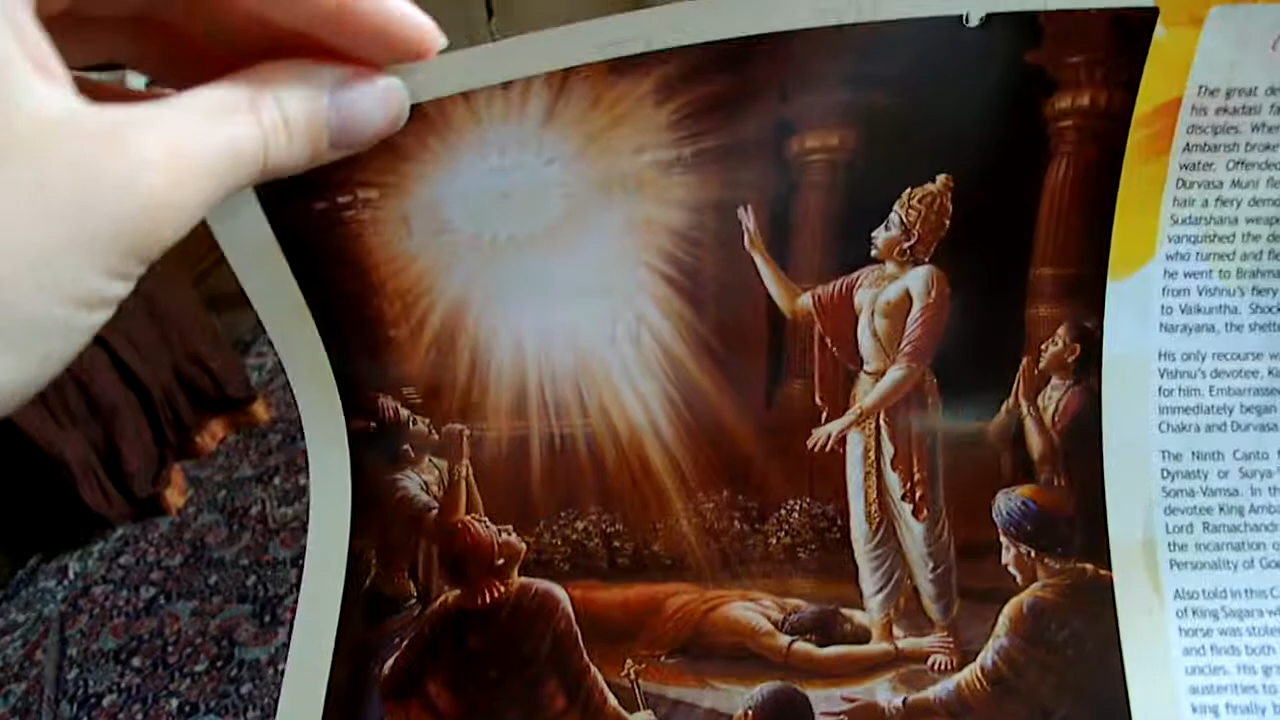 The great de
his ekadasi fa
disciples. Whe
Ambarish broke
water. Offended
Durvasa Muni fle
hair a fiery demo
Sudarshana weap
vanquished the de
who turned and fle
he went to Brahma
from Vishnu's fiery
to Vaikuntha. Shock
Narayana, the shelte
His only recourse w
Vishnu's devotee, Ki
for him. Embarrasse
immediately began
Chakra and Durvasa
The Ninth Canto
Dynasty or Surya-
Soma-Vamsa. In th
devotee King Amba
Lord Ramachandr
the incarnation o
Personality of Go
Also told in this C
of King Sagara w
horse was stole
and finds both
uncles. His gr
austerities to
king finally b